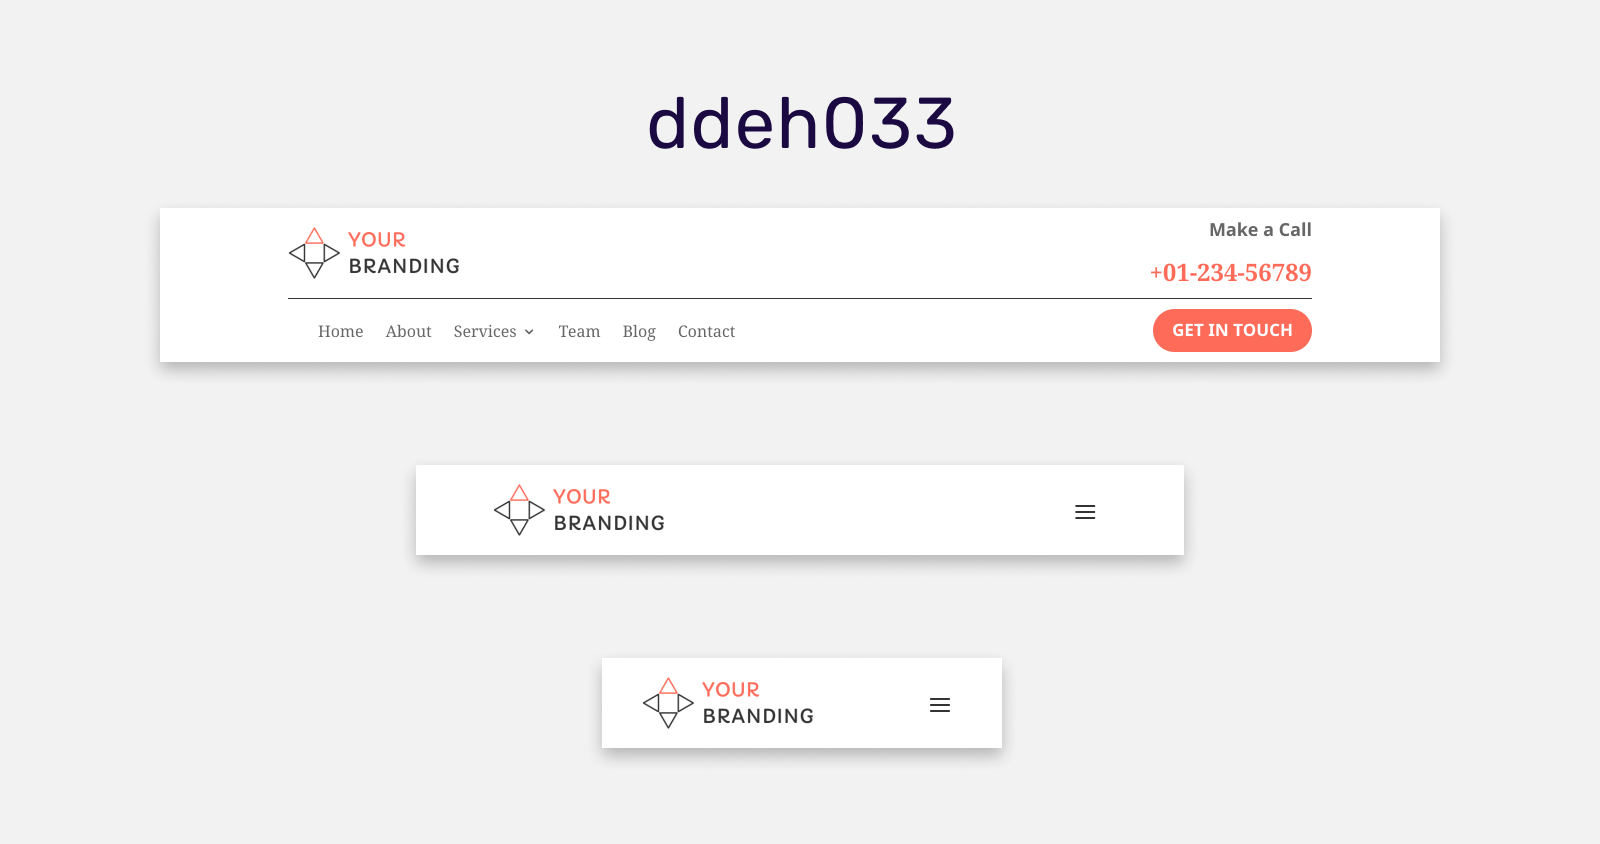 ddeh033
YOUR
BRANDING
Make a Call
+01-234-56789
Home About Services Team Blog Contact
GET IN TOUCH
YOUR
BRANDING
YOUR
BRANDING